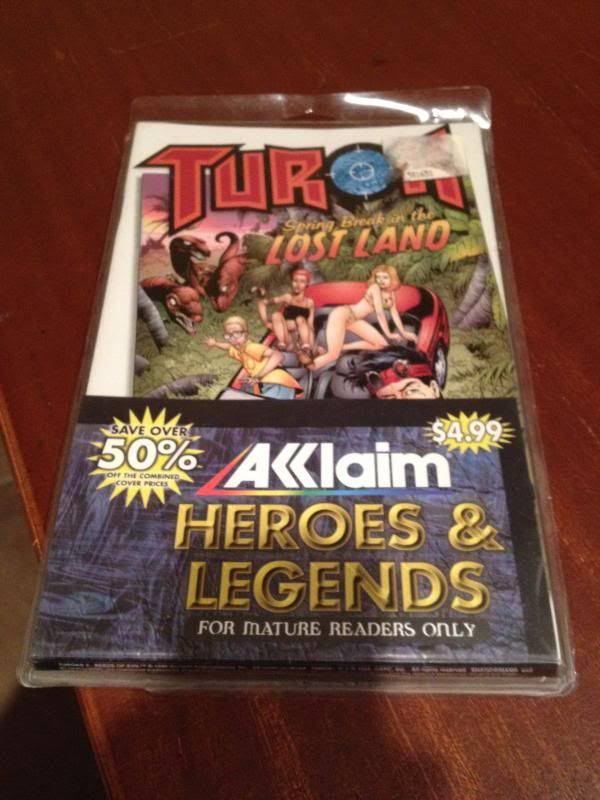 TUROK
Spring Break in the
LOST LAND
SAVE OVER
50%
OFF THE COMBINED
COVER PRICES
$4.99
AKKlaim
HEROES &
LEGENDS
FOR MATURE READERS ONLY